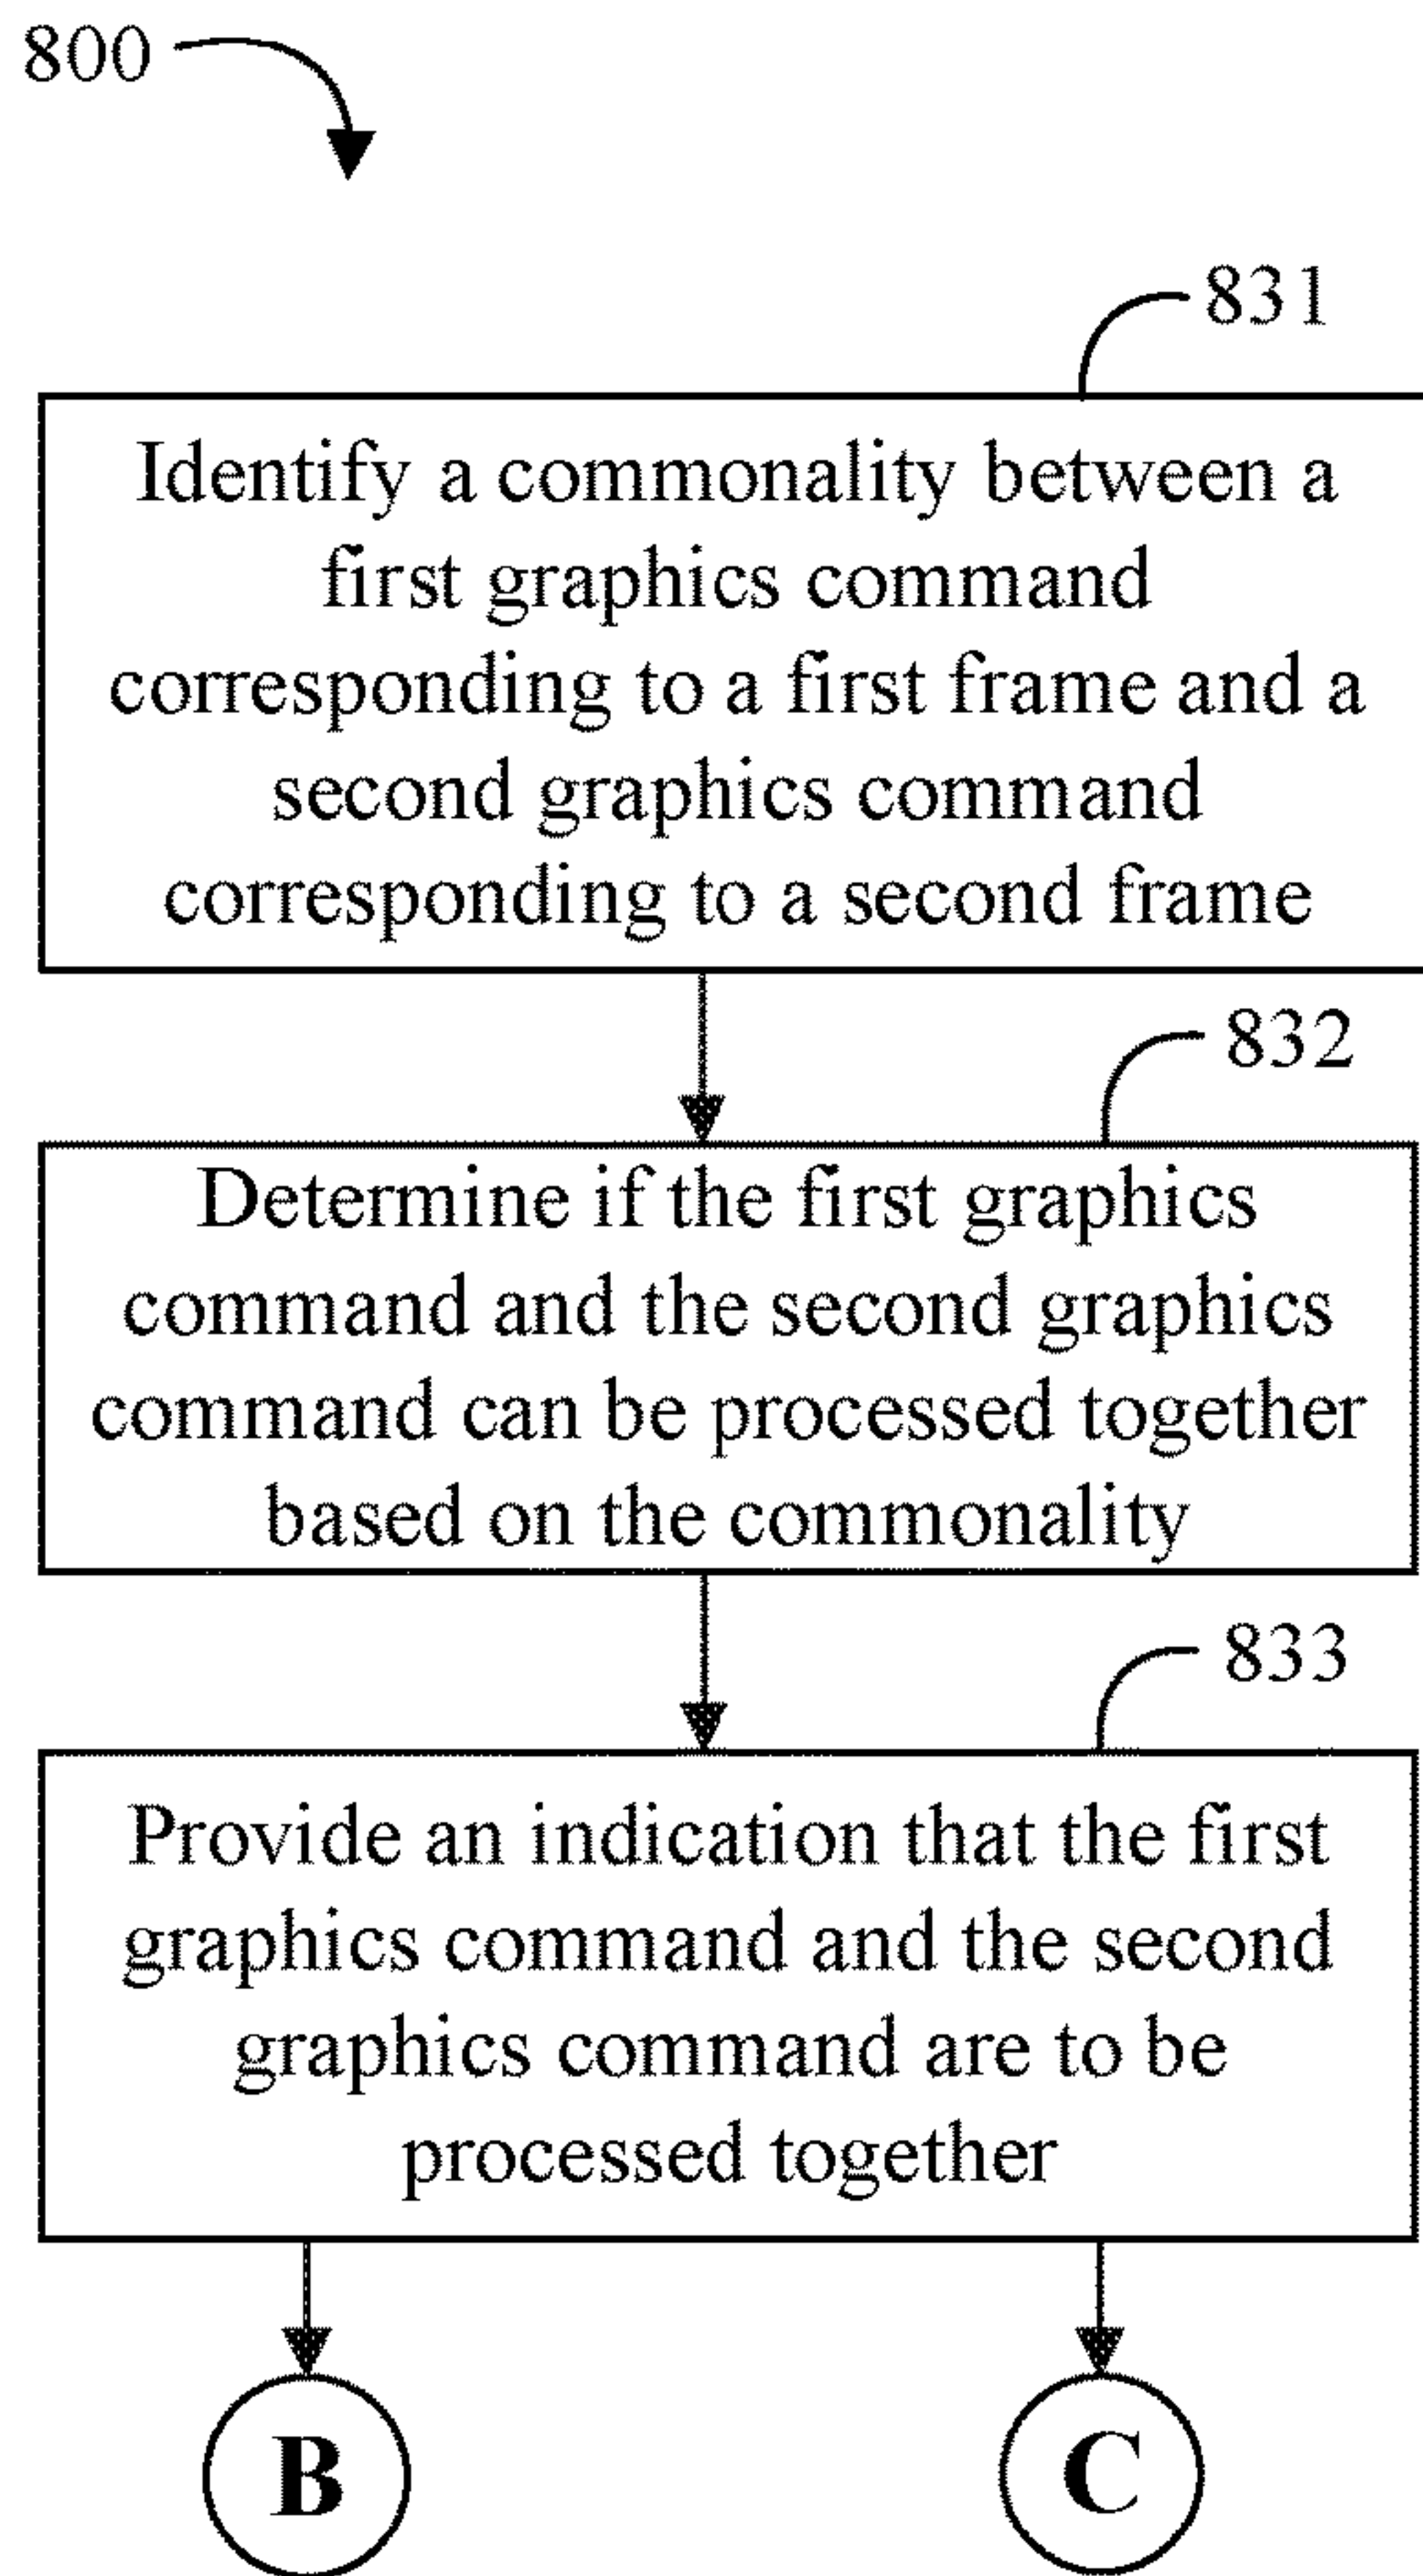 800
831
Identify a commonality between a
first graphics command
corresponding to a first frame and a
second graphics command
corresponding to a second frame
832
Determine if the first graphics
command and the second graphics
command can be processed together
based on the commonality
833
Provide an indication that the first
graphics command and the second
graphics command are to be
processed together
B
C